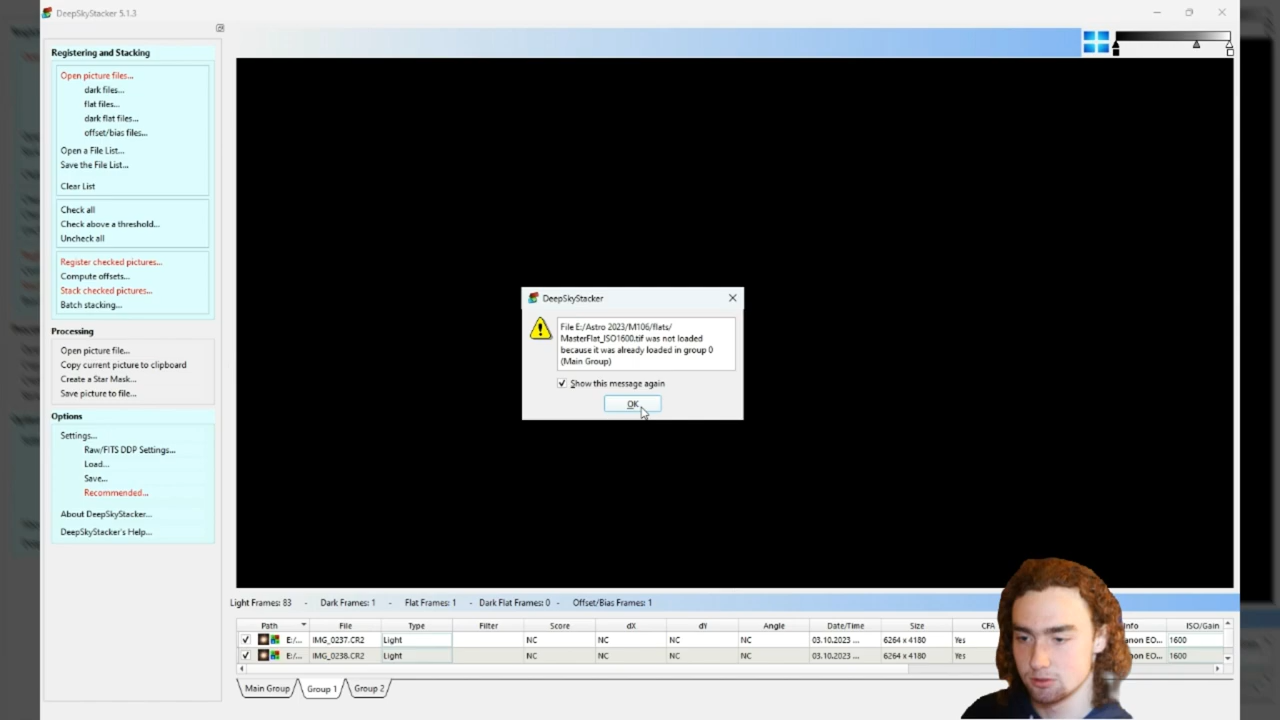 DeepSkyStacker 5.1.3
Registering and Stacking
Open picture files...
dark files...
flat files...
dark flat files...
offset/bias files...
Open a File List...
Save the File List...
Clear List
Check all
Check above a threshold...
Uncheck all
Register checked pictures...
Compute offsets...
Stack checked pictures...
Batch stacking...
Processing
Open picture file...
Copy current picture to clipboard
Create a Star Mask...
Save picture to file...
Options
Settings...
Raw/FITS DDP Settings...
Load...
Save...
Recommended...
About DeepSkyStacker...
DeepSkyStacker's Help...
DeepSkyStacker
File E:/Astro 2023/M106/flats/
MasterFlat_ISO1600.tif was not loaded
because it was already loaded in group 0
(Main Group)
Show this message again
OK
Light Frames: 83 - Dark Frames: 1 - Flat Frames: 1 - Dark Flat Frames: 0 - Offset/Bias Frames: 1
Path File Type Filter Score dX dY Angle Date/Time Size CFA Info ISO/Gain
E:/... IMG_0237.CR2 Light NC NC NC NC 03.10.2023 ... 6264 x 4180 Yes anon EO... 1600
E:/... IMG_0238.CR2 Light NC NC NC NC 03.10.2023 ... 6264 x 4180 Yes anon EO... 1600
Main Group Group 1 Group 2